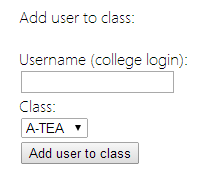 Add user to class:
Username (college login):
Class:
A-TEA
Add user to class